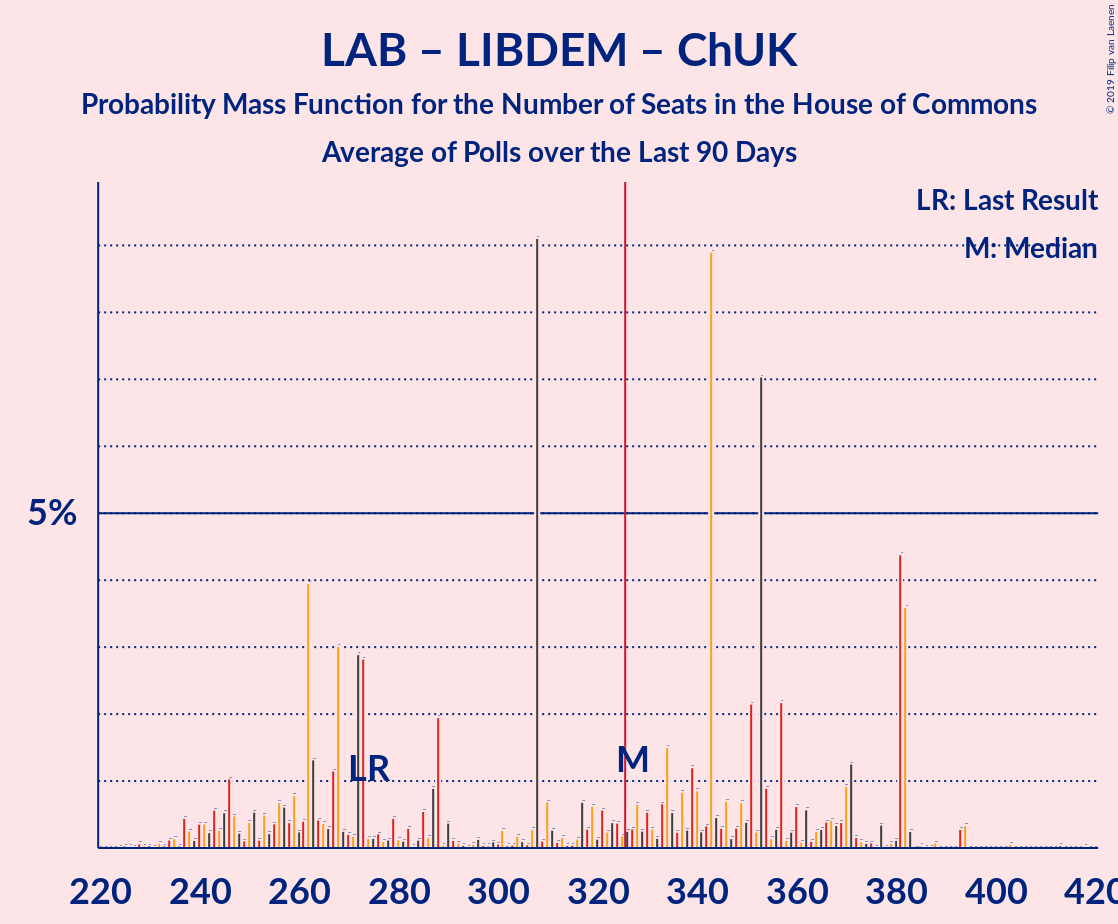 LAB – LIBDEM – ChUK
Probability Mass Function for the Number of Seats in the House of Commons
Average of Polls over the Last 90 Days
© 2019 Filip van Laenen
LR: Last Result
M: Median
5%
LR
M
220 240 260 280 300 320 340 360 380 400 420